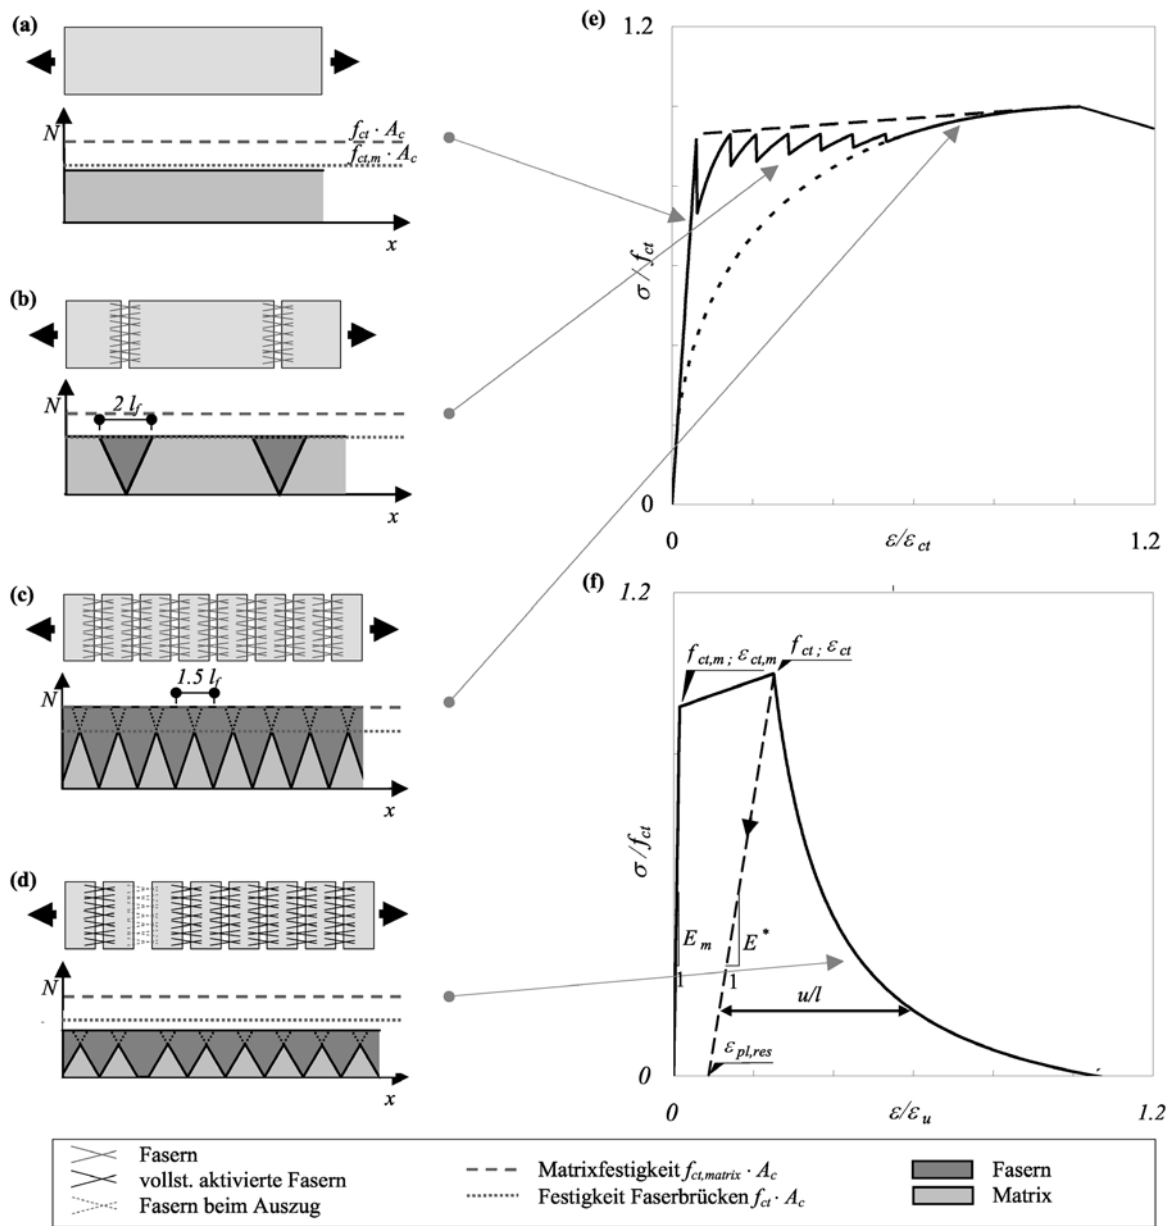 (a)
N
f_ct · A_c
f_ct,m · A_c
x
(b)
N
2 l_f
x
(c)
1.5 l_f
N
x
(d)
N
x
(e)
1.2
σ/f_ct
0
0
ε/ε_ct
1.2
(f)
1.2
f_ct,m ; ε_ct,m
f_ct ; ε_ct
σ/f_ct
E_m
1
E*
1
u/l
ε_pl,res
0
0
ε/ε_u
1.2
Fasern
vollst. aktivierte Fasern
Fasern beim Auszug
Matrixfestigkeit f_ct,matrix · A_c
Festigkeit Faserbrücken f_ct · A_c
Fasern
Matrix